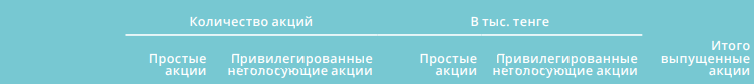 Количество акций В тыс. тенге
Итого
Простые Привилегированные Простые Привилегированные выпущенные
акции неголосующие акции акции неголосующие акции акции